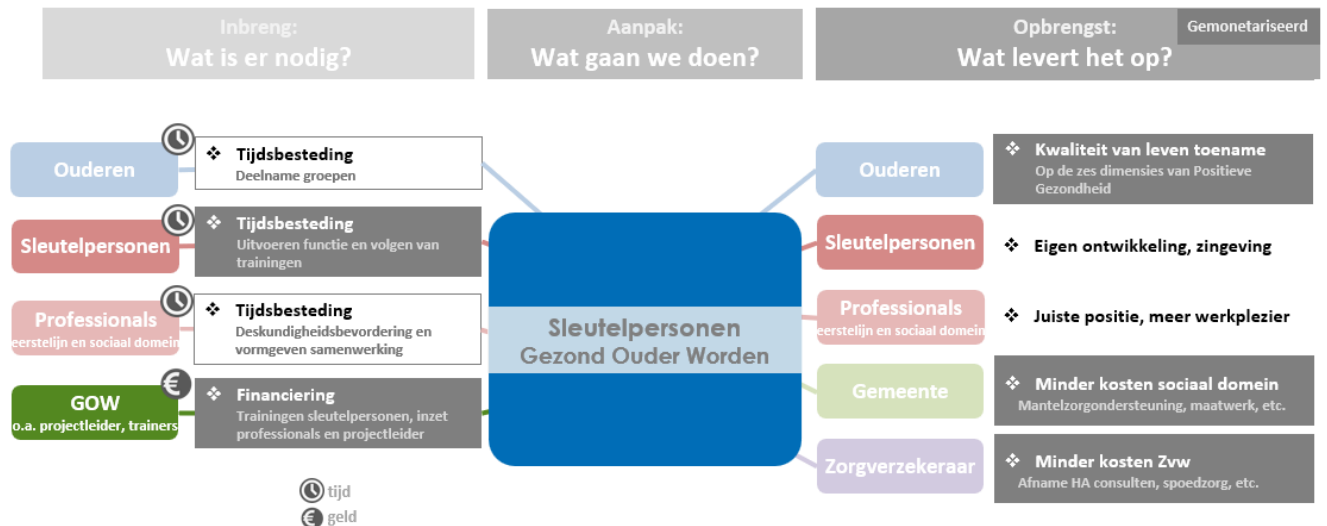 Inbreng:
Wat is er nodig?
Aanpak:
Wat gaan we doen?
Opbrengst:
Wat levert het op?
Gemonetariseerd
Ouderen
❖ Tijdsbesteding
Deelname groepen
Sleutelpersonen
❖ Tijdsbesteding
Uitvoeren functie en volgen van
trainingen
Professionals
eerstelijn en sociaal domein
❖ Tijdsbesteding
Deskundigheidsbevordering en
vormgeven samenwerking
GOW
o.a. projectleider, trainers
❖ Financiering
Trainingen sleutelpersonen, inzet
professionals en projectleider
tijd
€ geld
Sleutelpersonen
Gezond Ouder Worden
Ouderen
❖ Kwaliteit van leven toename
Op de zes dimensies van Positieve
Gezondheid
Sleutelpersonen
❖ Eigen ontwikkeling, zingeving
Professionals
eerstelijn en sociaal domein
❖ Juiste positie, meer werkplezier
Gemeente
❖ Minder kosten sociaal domein
Mantelzorgondersteuning, maatwerk, etc.
Zorgverzekeraar
❖ Minder kosten Zvw
Afname HA consulten, spoedzorg, etc.